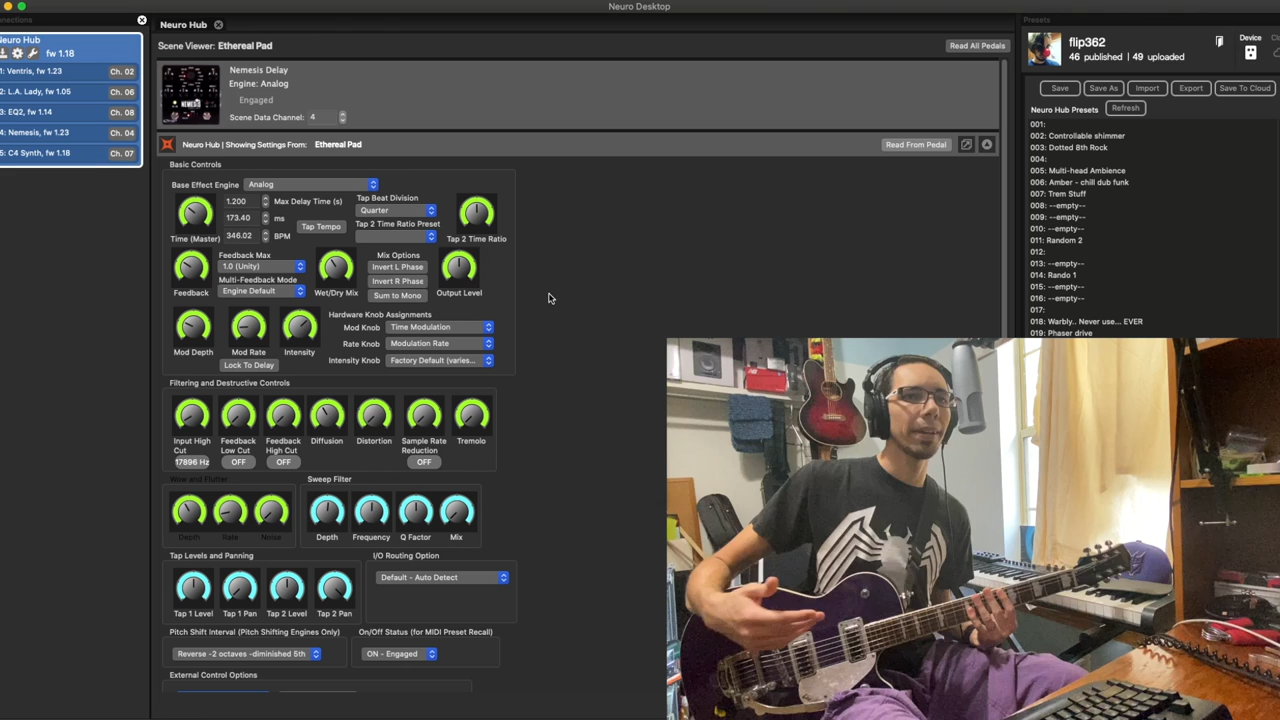 Neuro Desktop
nnections
Neuro Hub
fw 1.18
1: Ventris, fw 1.23
Ch. 02
2: L.A. Lady, fw 1.05
Ch. 06
3: EQ2, fw 1.14
Ch. 08
4: Nemesis, fw 1.23
Ch. 04
5: C4 Synth, fw 1.18
Ch. 07
Neuro Hub
Scene Viewer: Ethereal Pad
Read All Pedals
Nemesis Delay
Engine: Analog
Engaged
Scene Data Channel: 4
NEMESIS
Neuro Hub | Showing Settings From: Ethereal Pad
Read From Pedal
Basic Controls
Base Effect Engine
Analog
1.200 Max Delay Time (s)
173.40 ms
346.02 BPM
Tap Tempo
Time (Master)
Tap Beat Division
Quarter
Tap 2 Time Ratio Preset
Tap 2 Time Ratio
Feedback Max
1.0 (Unity)
Multi-Feedback Mode
Engine Default
Feedback
Wet/Dry Mix
Mix Options
Invert L Phase
Invert R Phase
Sum to Mono
Output Level
Mod Depth
Mod Rate
Intensity
Lock To Delay
Hardware Knob Assignments
Mod Knob Time Modulation
Rate Knob Modulation Rate
Intensity Knob Factory Default (varies...
Filtering and Destructive Controls
Input High Cut
17896 Hz
Feedback Low Cut
OFF
Feedback High Cut
OFF
Diffusion
Distortion
Sample Rate Reduction
OFF
Tremolo
Wow and Flutter
Depth
Rate
Noise
Sweep Filter
Depth
Frequency
Q Factor
Mix
Tap Levels and Panning
Tap 1 Level
Tap 1 Pan
Tap 2 Level
Tap 2 Pan
I/O Routing Option
Default - Auto Detect
Pitch Shift Interval (Pitch Shifting Engines Only)
Reverse -2 octaves -diminished 5th
On/Off Status (for MIDI Preset Recall)
ON - Engaged
External Control Options
Presets
flip362
46 published | 49 uploaded
Device
Save
Save As
Import
Export
Save To Cloud
Neuro Hub Presets
Refresh
001:
002: Controllable shimmer
003: Dotted 8th Rock
004:
005: Multi-head Ambience
006: Amber - chill dub funk
007: Trem Stuff
008: --empty--
009: --empty--
010: --empty--
011: Random 2
012:
013: --empty--
014: Rando 1
015: --empty--
016: --empty--
017:
018: Warbly.. Never use... EVER
019: Phaser drive